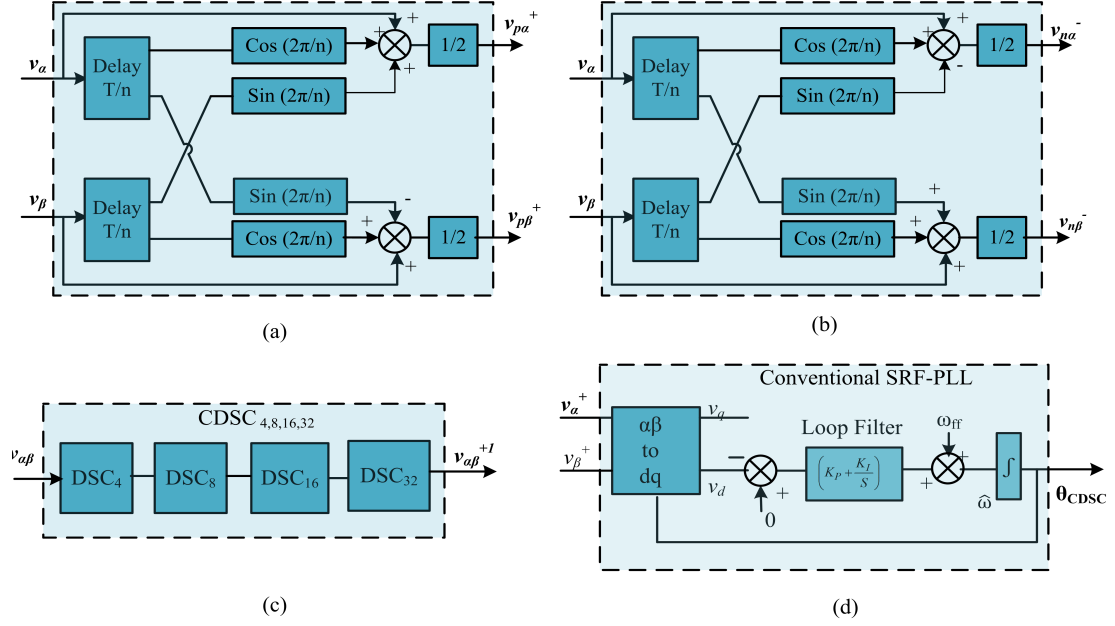 vα
vβ
Delay
T/n
Delay
T/n
Cos (2π/n)
Sin (2π/n)
Sin (2π/n)
Cos (2π/n)
+
+
+
-
+
+
1/2
1/2
vpα+
vpβ+
(a)
vα
vβ
Delay
T/n
Delay
T/n
Cos (2π/n)
Sin (2π/n)
Sin (2π/n)
Cos (2π/n)
+
+
-
+
+
+
1/2
1/2
vnα-
vnβ-
(b)
CDSC4,8,16,32
vαβ
DSC4
DSC8
DSC16
DSC32
vαβ+1
(c)
Conventional SRF-PLL
vα+
vβ+
αβ
to
dq
vq
vd
−
+
0
Loop Filter
(KP + KI/S)
ωff
+
+
ω̂
∫
θCDSC
(d)